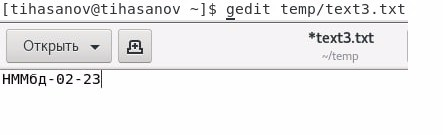 [tihasanov@tihasanov ~]$ gedit temp/text3.txt
Открыть
*text3.txt
~/temp
НММбд-02-23